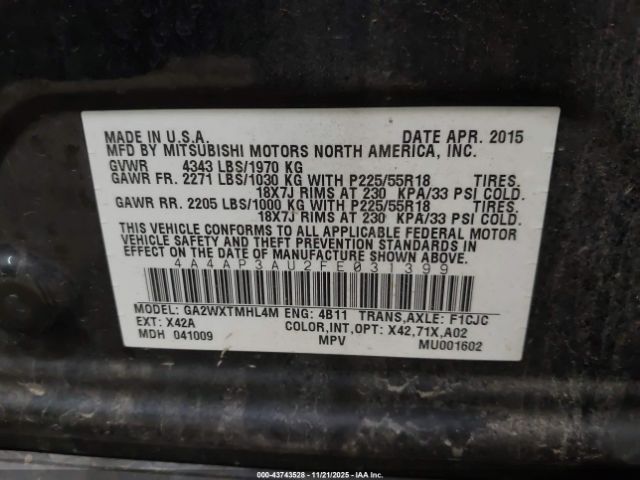 MADE IN U.S.A. DATE APR. 2015
MFD BY MITSUBISHI MOTORS NORTH AMERICA, INC.
GVWR 4343 LBS/1970 KG
GAWR FR. 2271 LBS/1030 KG WITH P225/55R18 TIRES.
18X7J RIMS AT 230 KPA/33 PSI COLD.
GAWR RR. 2205 LBS/1000 KG WITH P225/55R18 TIRES.
18X7J RIMS AT 230 KPA/33 PSI COLD.
THIS VEHICLE CONFORMS TO ALL APPLICABLE FEDERAL MOTOR
VEHICLE SAFETY AND THEFT PREVENTION STANDARDS IN
EFFECT ON THE DATE OF MANUFACTURE SHOWN ABOVE.
4A4AP3AU2FE031399
MODEL: GA2WXTMHL4M ENG: 4B11 TRANS,AXLE: F1CJC
EXT: X42A COLOR,INT,OPT: X42,71X,A02
MDH 041009 MPV MU001602
000-43743528 - 11/21/2025 - IAA Inc.